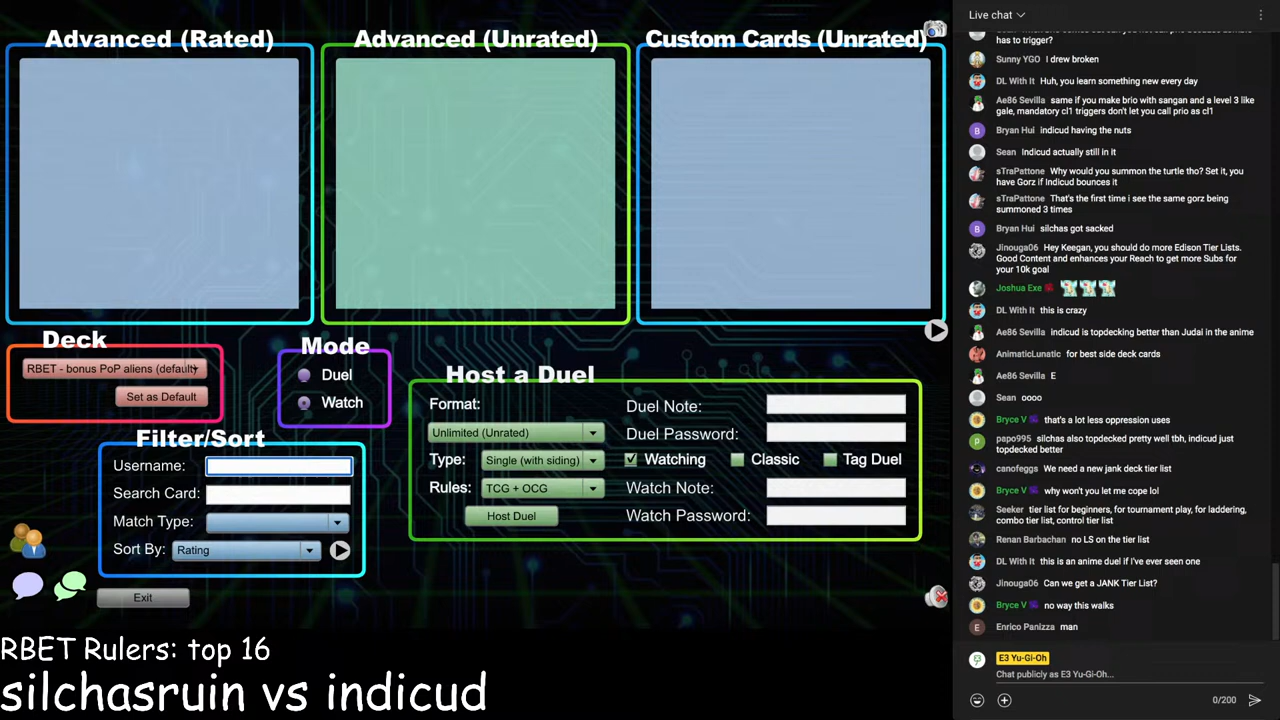 Advanced (Rated)
Advanced (Unrated)
Custom Cards (Unrated)
Deck
RBET - bonus PoP aliens (default)
Set as Default
Mode
Duel
Watch
Filter/Sort
Username:
Search Card:
Match Type:
Sort By: Rating
Exit
Host a Duel
Format:
Unlimited (Unrated)
Type: Single (with siding)
Rules: TCG + OCG
Host Duel
Duel Note:
Duel Password:
Watching Classic Tag Duel
Watch Note:
Watch Password:
RBET Rulers: top 16
silchasruin vs indicud
Live chat
has to trigger?
Sunny YGO I drew broken
DL With It Huh, you learn something new every day
Ae86 Sevilla same if you make brio with sangan and a level 3 like
gale, mandatory cl1 triggers don't let you call prio as cl1
Bryan Hui indicud having the nuts
Sean Indicud actually still in it
sTraPattone Why would you summon the turtle tho? Set it, you
have Gorz if Indicud bounces it
sTraPattone That's the first time i see the same gorz being
summoned 3 times
Bryan Hui silchas got sacked
Jinouga06 Hey Keegan, you should do more Edison Tier Lists.
Good Content and enhances your Reach to get more Subs for
your 10k goal
Joshua Exe
DL With It this is crazy
Ae86 Sevilla indicud is topdecking better than Judai in the anime
AnimaticLunatic for best side deck cards
Ae86 Sevilla E
Sean oooo
Bryce V that's a lot less oppression uses
papo995 silchas also topdecked pretty well tbh, indicud just
topdecked better
canofeggs We need a new jank deck tier list
Bryce V why won't you let me cope lol
Seeker tier list for beginners, for tournament play, for laddering,
combo tier list, control tier list
Renan Barbachan no LS on the tier list
DL With It this is an anime duel if I've ever seen one
Jinouga06 Can we get a JANK Tier List?
Bryce V no way this walks
Enrico Panizza man
E3 Yu-Gi-Oh
Chat publicly as E3 Yu-Gi-Oh...
0/200